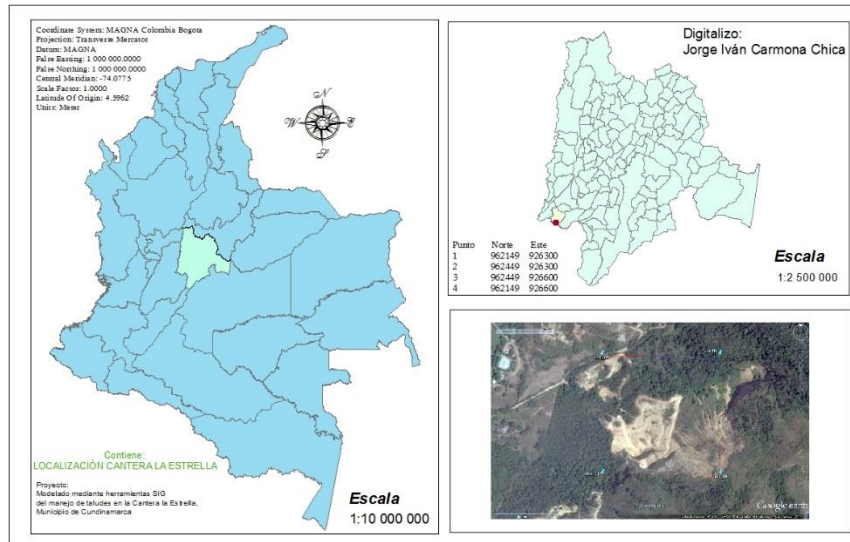 Coordinate System: MAGNA Colombia Bogota
Projection: Transverse Mercator
Datum: MAGNA
False Easting: 1 000 000.0000
False Northing: 1 000 000.0000
Central Meridian: -74.0775
Scale Factor: 1.0000
Latitude Of Origin: 4.5962
Units: Meter
N
W E
S
Contiene:
LOCALIZACIÓN CANTERA LA ESTRELLA
Proyecto:
Modelado mediante herramientas SIG
del manejo de taludes en la Cantera la Estrella,
Municipio de Cundinamarca
Escala
1:10 000 000
Digitalizo:
Jorge Iván Carmona Chica
Punto Norte Este
1 962149 926300
2 962449 926300
3 962449 926600
4 962149 926600
Escala
1:2 500 000
Google earth